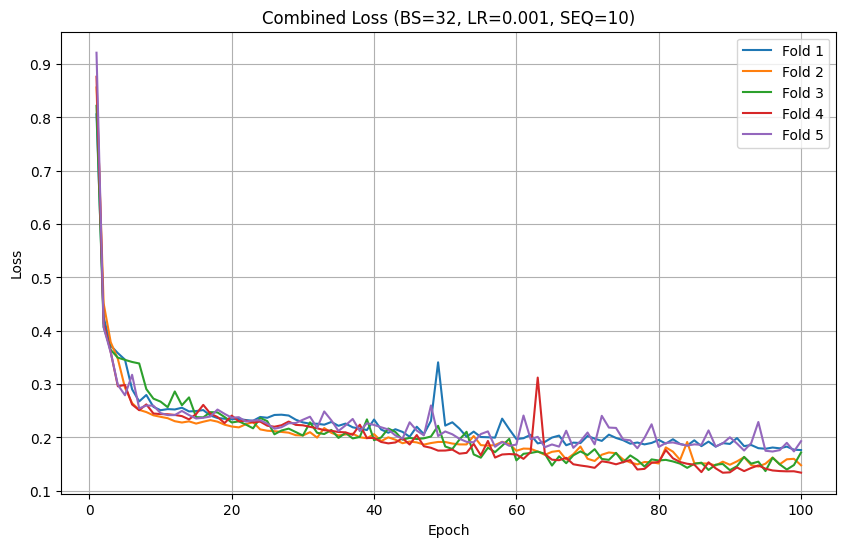 Combined Loss (BS=32, LR=0.001, SEQ=10)
Fold 1
Fold 2
Fold 3
Fold 4
Fold 5
Loss
0.9
0.8
0.7
0.6
0.5
0.4
0.3
0.2
0.1
0 20 40 60 80 100
Epoch